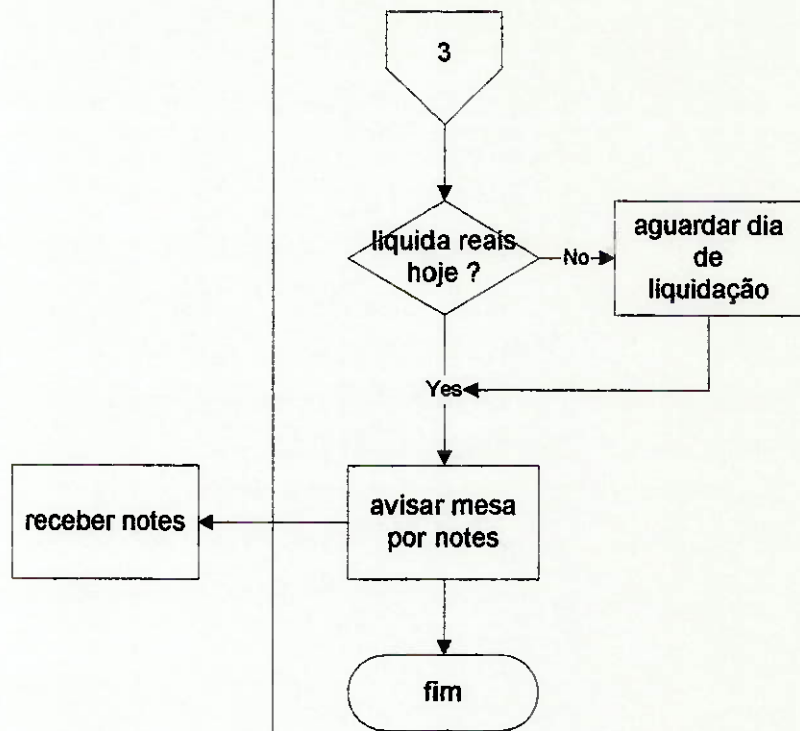 3
liquida reais
hoje ?
No
aguardar dia
de
liquidação
Yes
receber notes
avisar mesa
por notes
fim